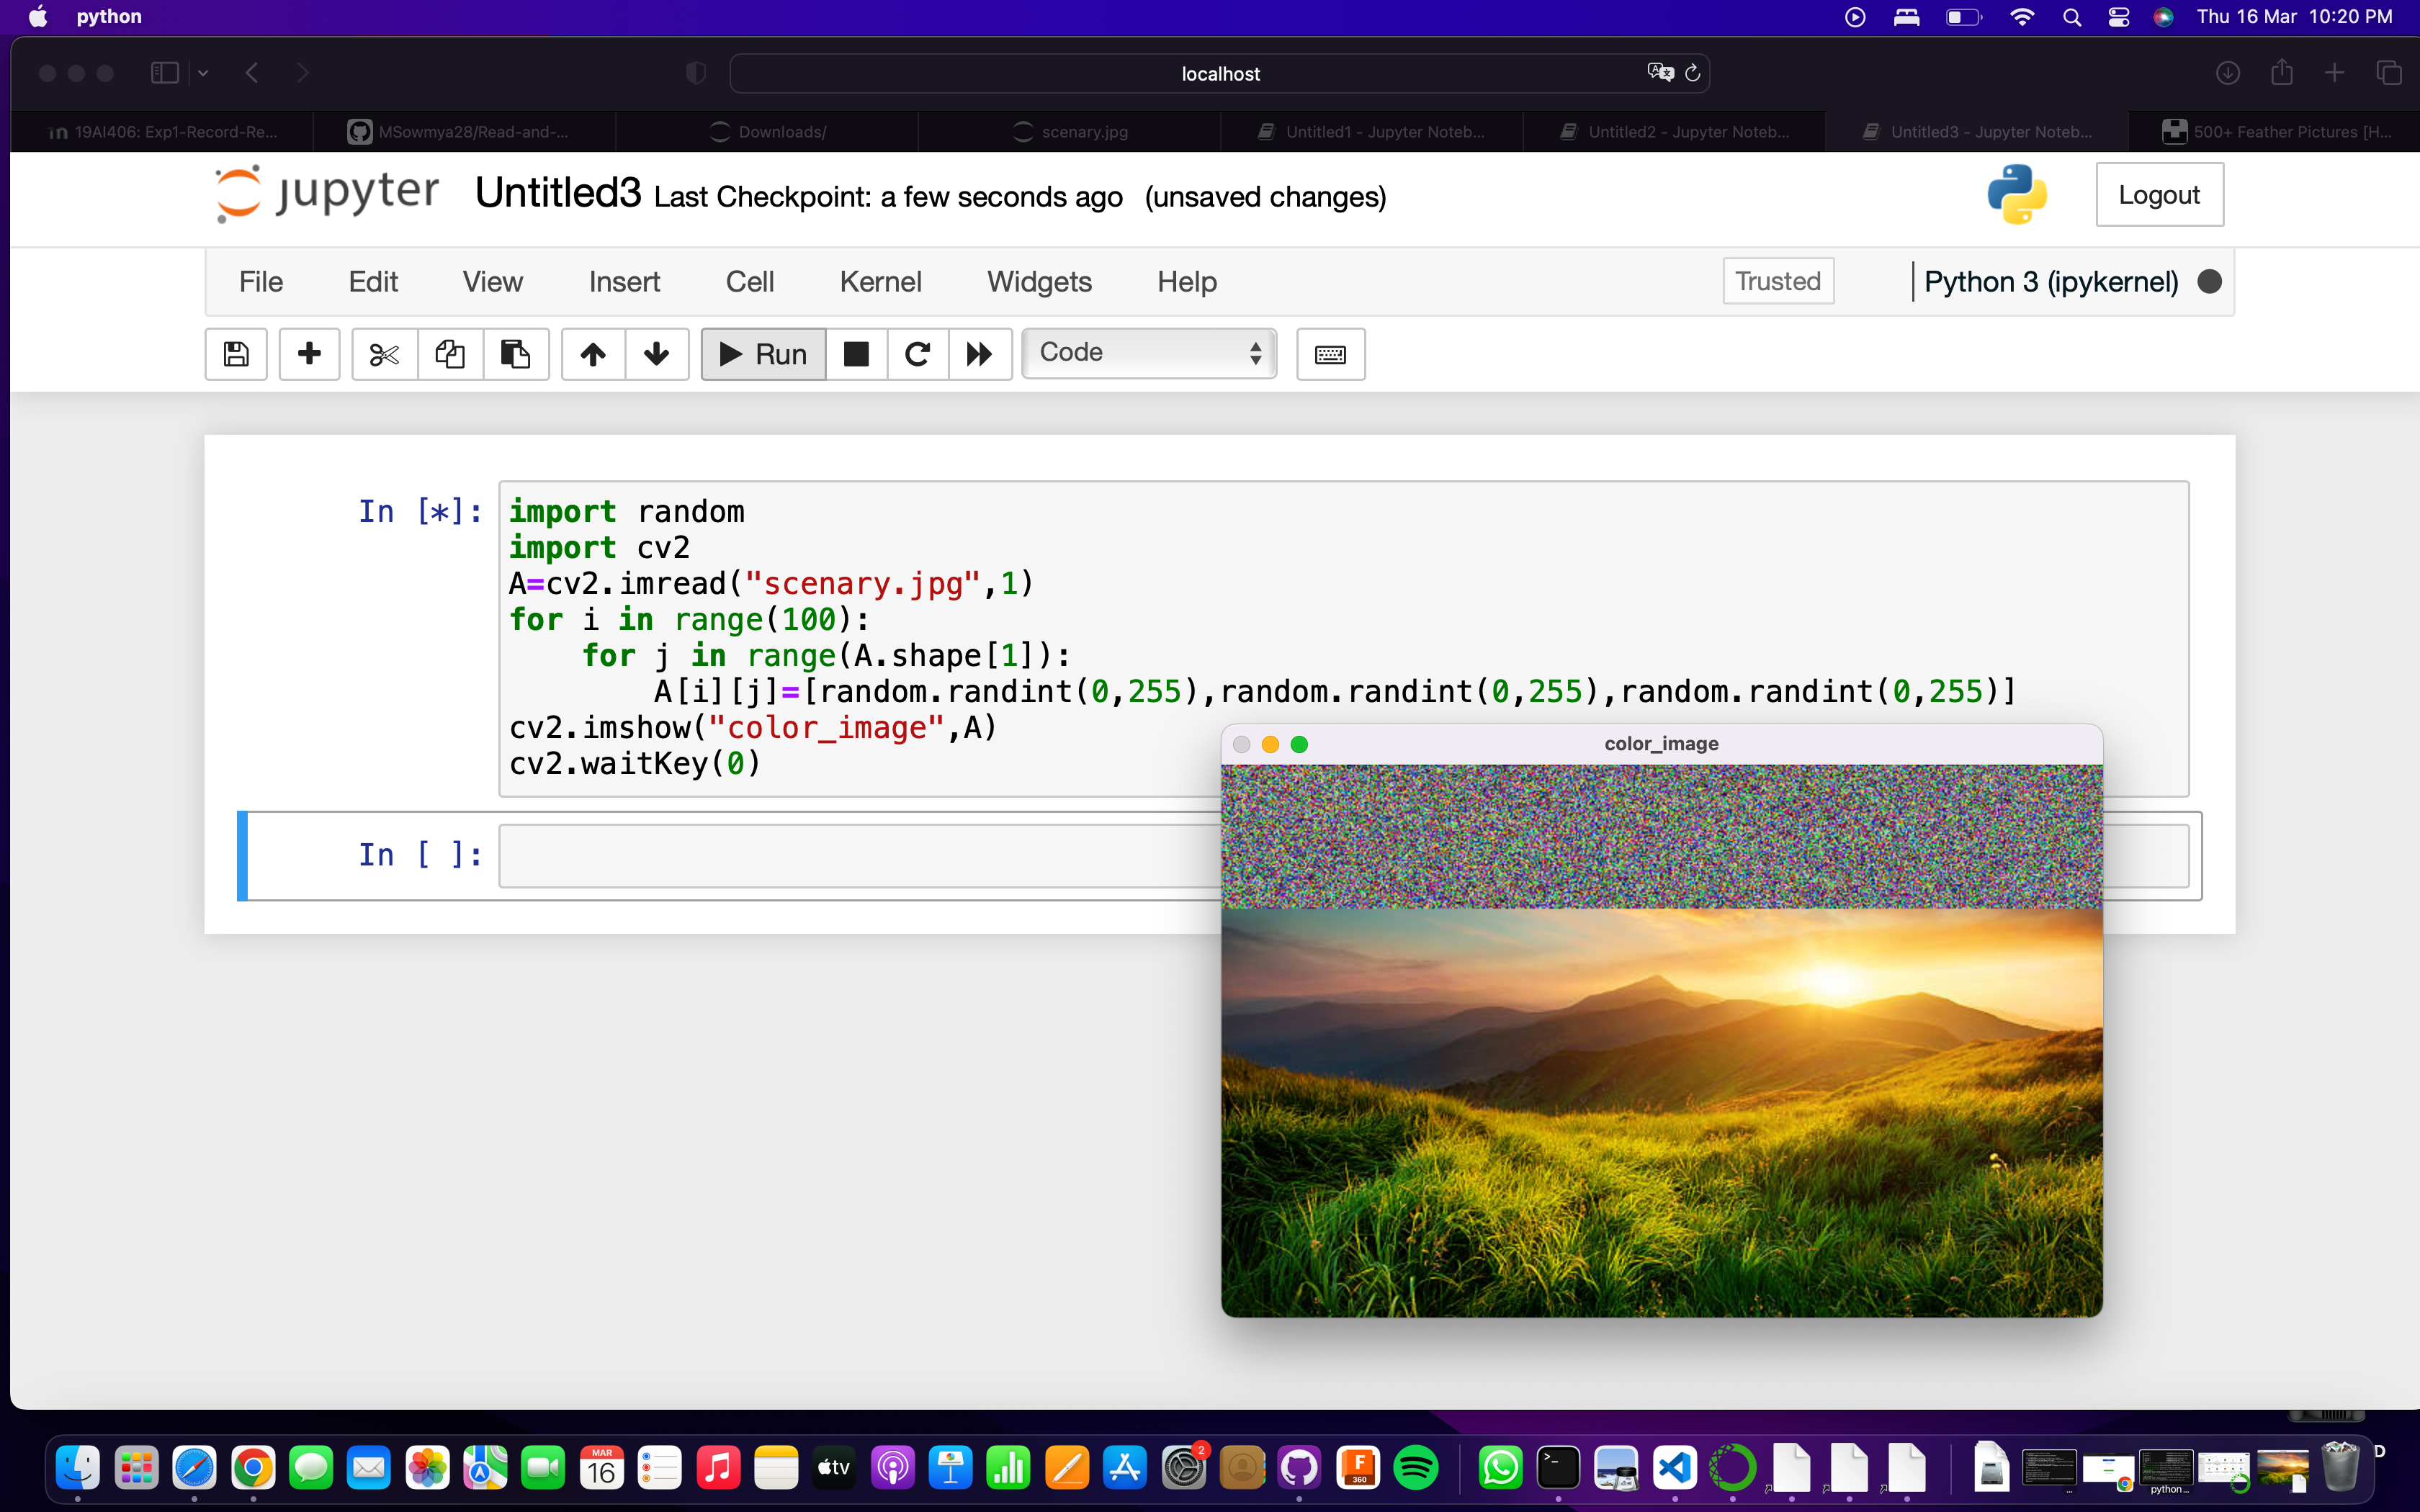 python
Thu 16 Mar 10:20 PM
localhost
19AI406: Exp1-Record-Re...
MSowmya28/Read-and-...
Downloads/
scenary.jpg
Untitled1 - Jupyter Noteb...
Untitled2 - Jupyter Noteb...
Untitled3 - Jupyter Noteb...
500+ Feather Pictures [H...
jupyter Untitled3 Last Checkpoint: a few seconds ago (unsaved changes)
Logout
File Edit View Insert Cell Kernel Widgets Help
Trusted
Python 3 (ipykernel)
Run
Code
In [*]:
import random
import cv2
A=cv2.imread("scenary.jpg",1)
for i in range(100):
    for j in range(A.shape[1]):
        A[i][j]=[random.randint(0,255),random.randint(0,255),random.randint(0,255)]
cv2.imshow("color_image",A)
cv2.waitKey(0)
color_image
In [ ]:
MAR
16
tv
2
F
360
>_
python...
D